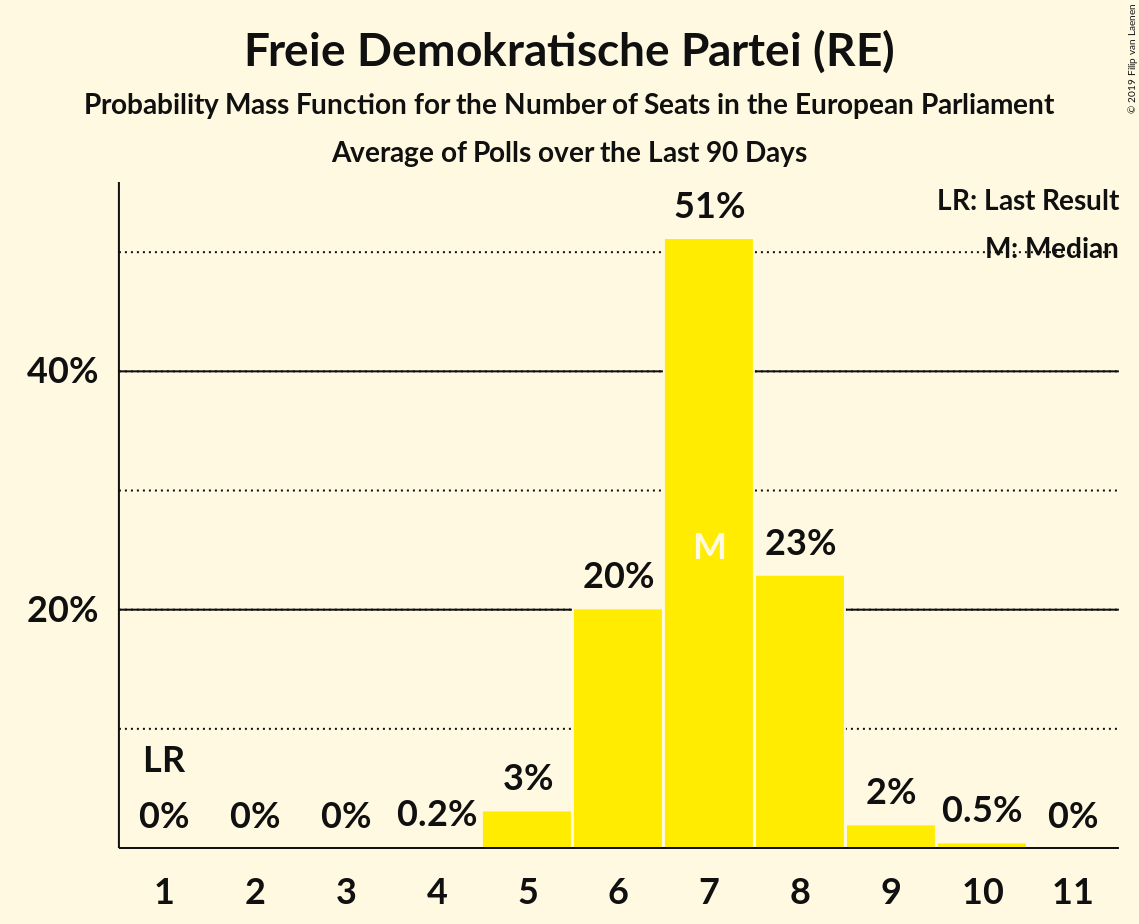 Freie Demokratische Partei (RE)
Probability Mass Function for the Number of Seats in the European Parliament
Average of Polls over the Last 90 Days
© 2019 Filip van Laenen
LR: Last Result
M: Median
51%
40%
M
23%
20%
20%
LR
3%
2%
0% 0% 0% 0.2% 0.5% 0%
1 2 3 4 5 6 7 8 9 10 11